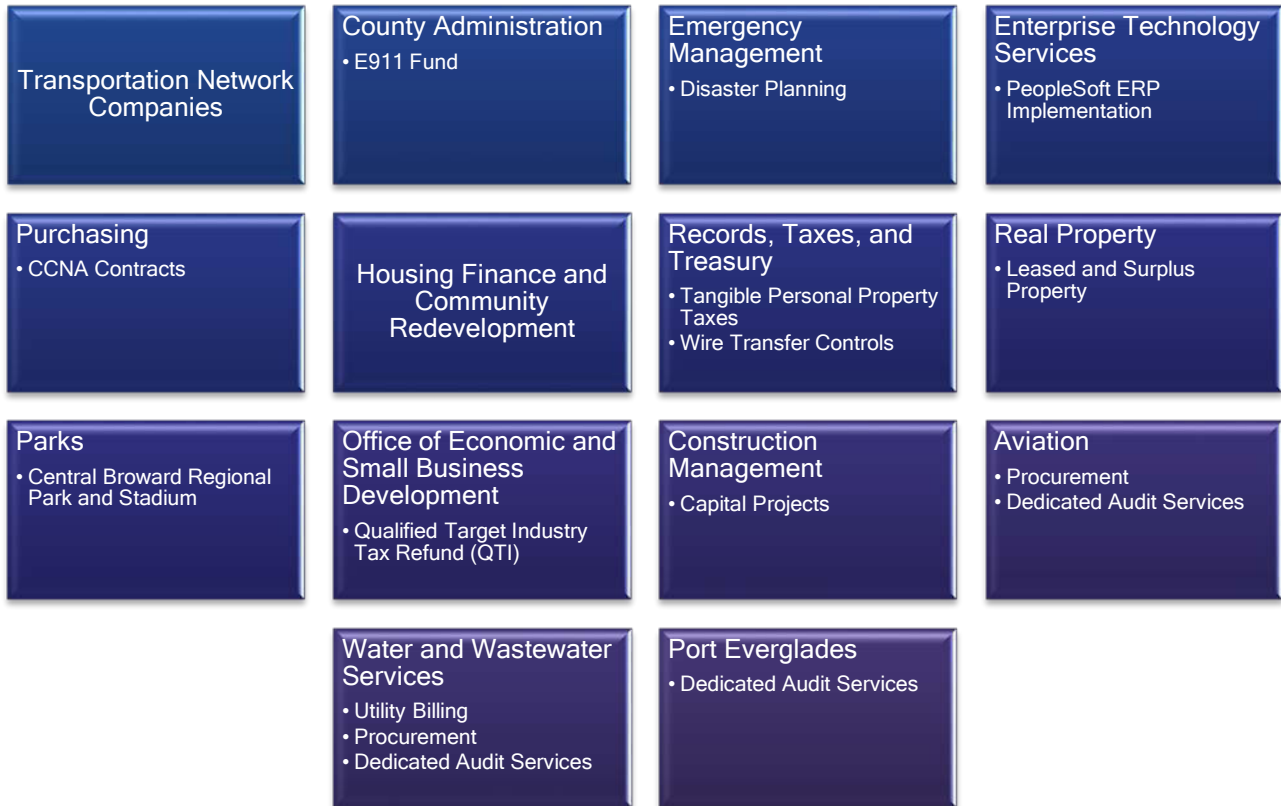 Transportation Network
Companies
County Administration
• E911 Fund
Emergency
Management
• Disaster Planning
Enterprise Technology
Services
• PeopleSoft ERP
Implementation
Purchasing
• CCNA Contracts
Housing Finance and
Community
Redevelopment
Records, Taxes, and
Treasury
• Tangible Personal Property
Taxes
• Wire Transfer Controls
Real Property
• Leased and Surplus
Property
Parks
• Central Broward Regional
Park and Stadium
Office of Economic and
Small Business
Development
• Qualified Target Industry
Tax Refund (QTI)
Construction
Management
• Capital Projects
Aviation
• Procurement
• Dedicated Audit Services
Water and Wastewater
Services
• Utility Billing
• Procurement
• Dedicated Audit Services
Port Everglades
• Dedicated Audit Services